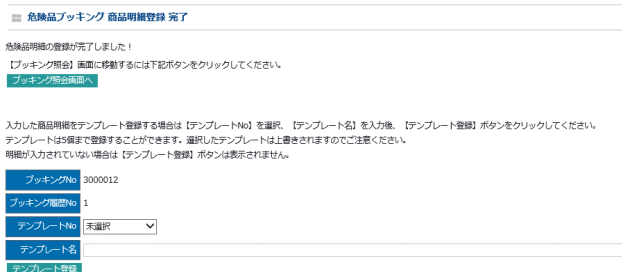 危険品ブッキング 商品明細登録 完了
危険品明細の登録が完了しました！
【ブッキング照会】画面に移動するには下記ボタンをクリックしてください。
ブッキング照会画面へ
入力した商品明細をテンプレート登録する場合は【テンプレートNo】を選択、【テンプレート名】を入力後、【テンプレート登録】ボタンをクリックしてください。
テンプレートは5個まで登録することができます。選択したテンプレートは上書きされますのでご注意ください。
明細が入力されていない場合は【テンプレート登録】ボタンは表示されません。
ブッキングNo 3000012
ブッキング履歴No 1
テンプレートNo 未選択
テンプレート名
テンプレート登録